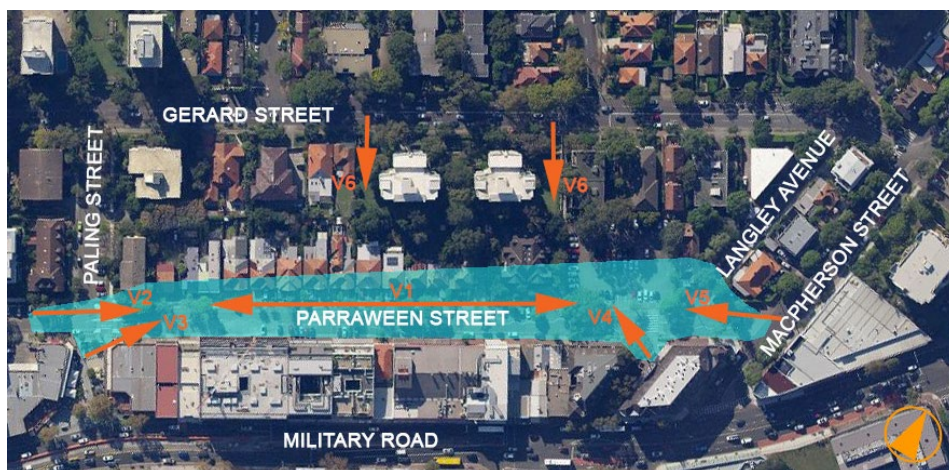 GERARD STREET
PALING STREET
V6
V6
LANGLEY AVENUE
MACPHERSON STREET
V2
V1
V5
V3
PARRAWEEN STREET
V4
MILITARY ROAD